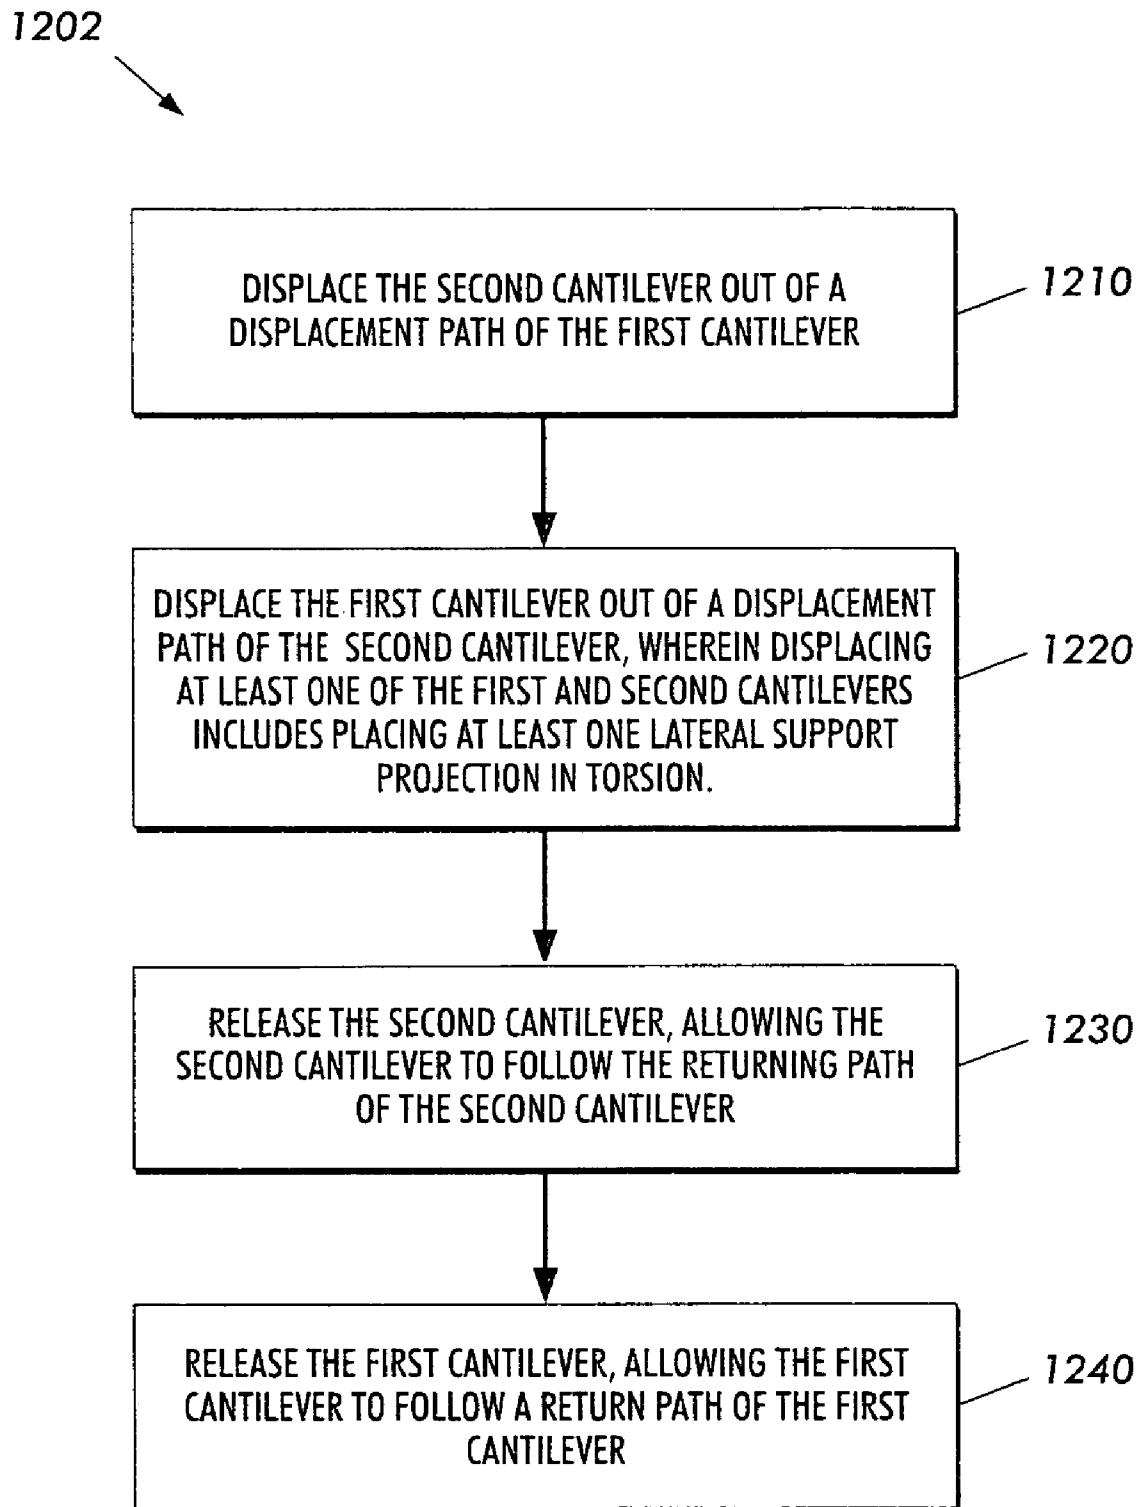 1202
DISPLACE THE SECOND CANTILEVER OUT OF A
DISPLACEMENT PATH OF THE FIRST CANTILEVER
1210
DISPLACE THE FIRST CANTILEVER OUT OF A DISPLACEMENT
PATH OF THE SECOND CANTILEVER, WHEREIN DISPLACING
AT LEAST ONE OF THE FIRST AND SECOND CANTILEVERS
INCLUDES PLACING AT LEAST ONE LATERAL SUPPORT
PROJECTION IN TORSION.
1220
RELEASE THE SECOND CANTILEVER, ALLOWING THE
SECOND CANTILEVER TO FOLLOW THE RETURNING PATH
OF THE SECOND CANTILEVER
1230
RELEASE THE FIRST CANTILEVER, ALLOWING THE FIRST
CANTILEVER TO FOLLOW A RETURN PATH OF THE FIRST
CANTILEVER
1240